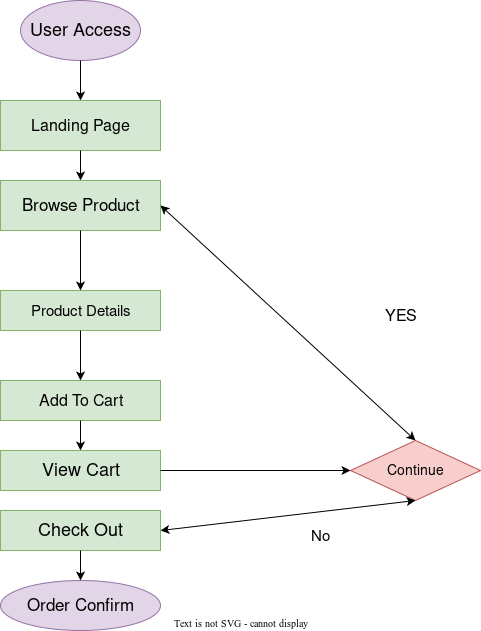 User Access
Landing Page
Browse Product
Product Details
YES
Add To Cart
View Cart
Continue
Check Out
No
Order Confirm
Text is not SVG - cannot display